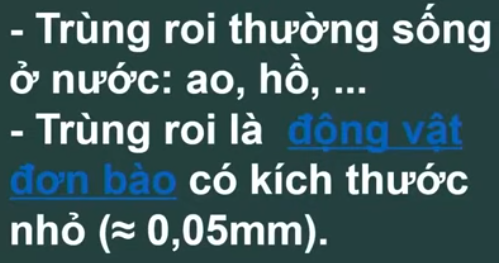 - Trùng roi thường sống
ở nước: ao, hồ, ...
- Trùng roi là động vật
đơn bào có kích thước
nhỏ (≈ 0,05mm).